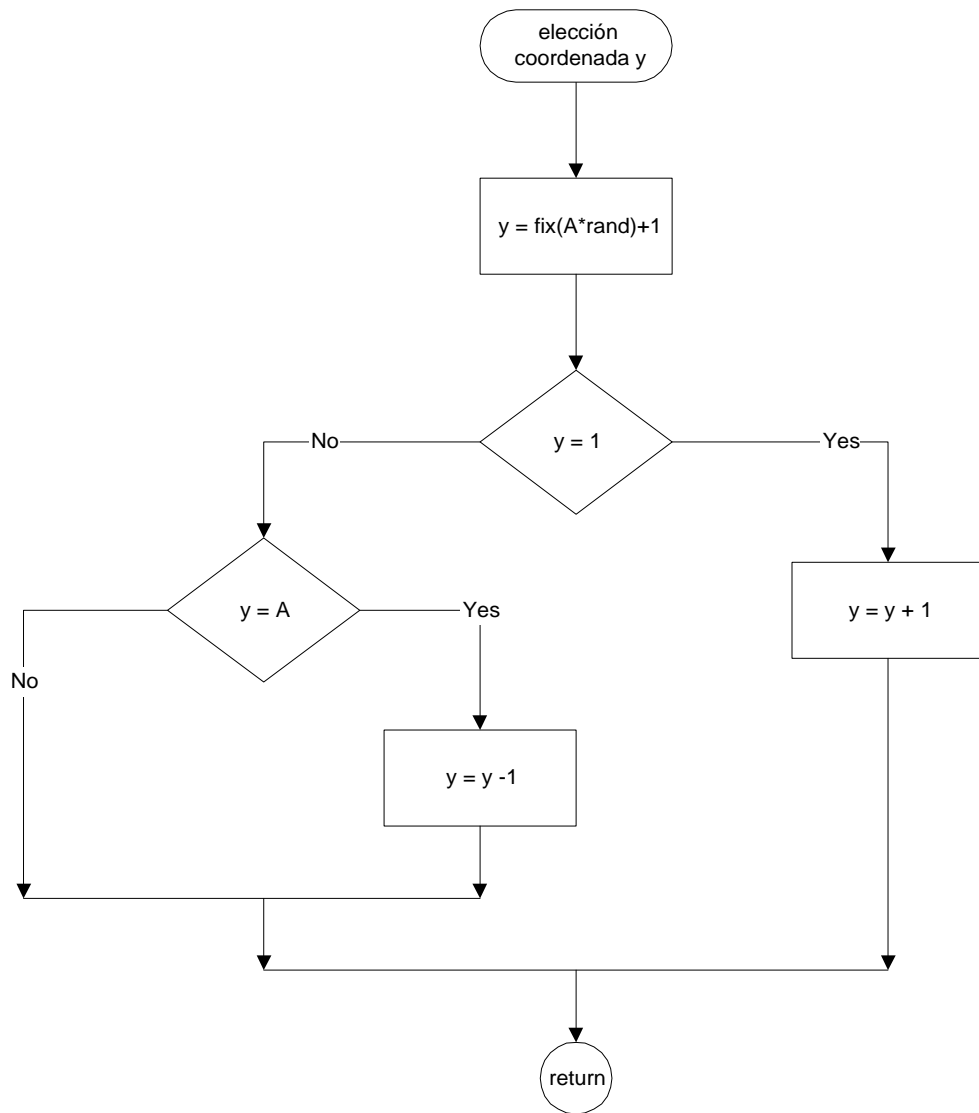 elección
coordenada y
y = fix(A*rand)+1
y = 1
No
Yes
y = A
Yes
No
y = y + 1
y = y -1
return